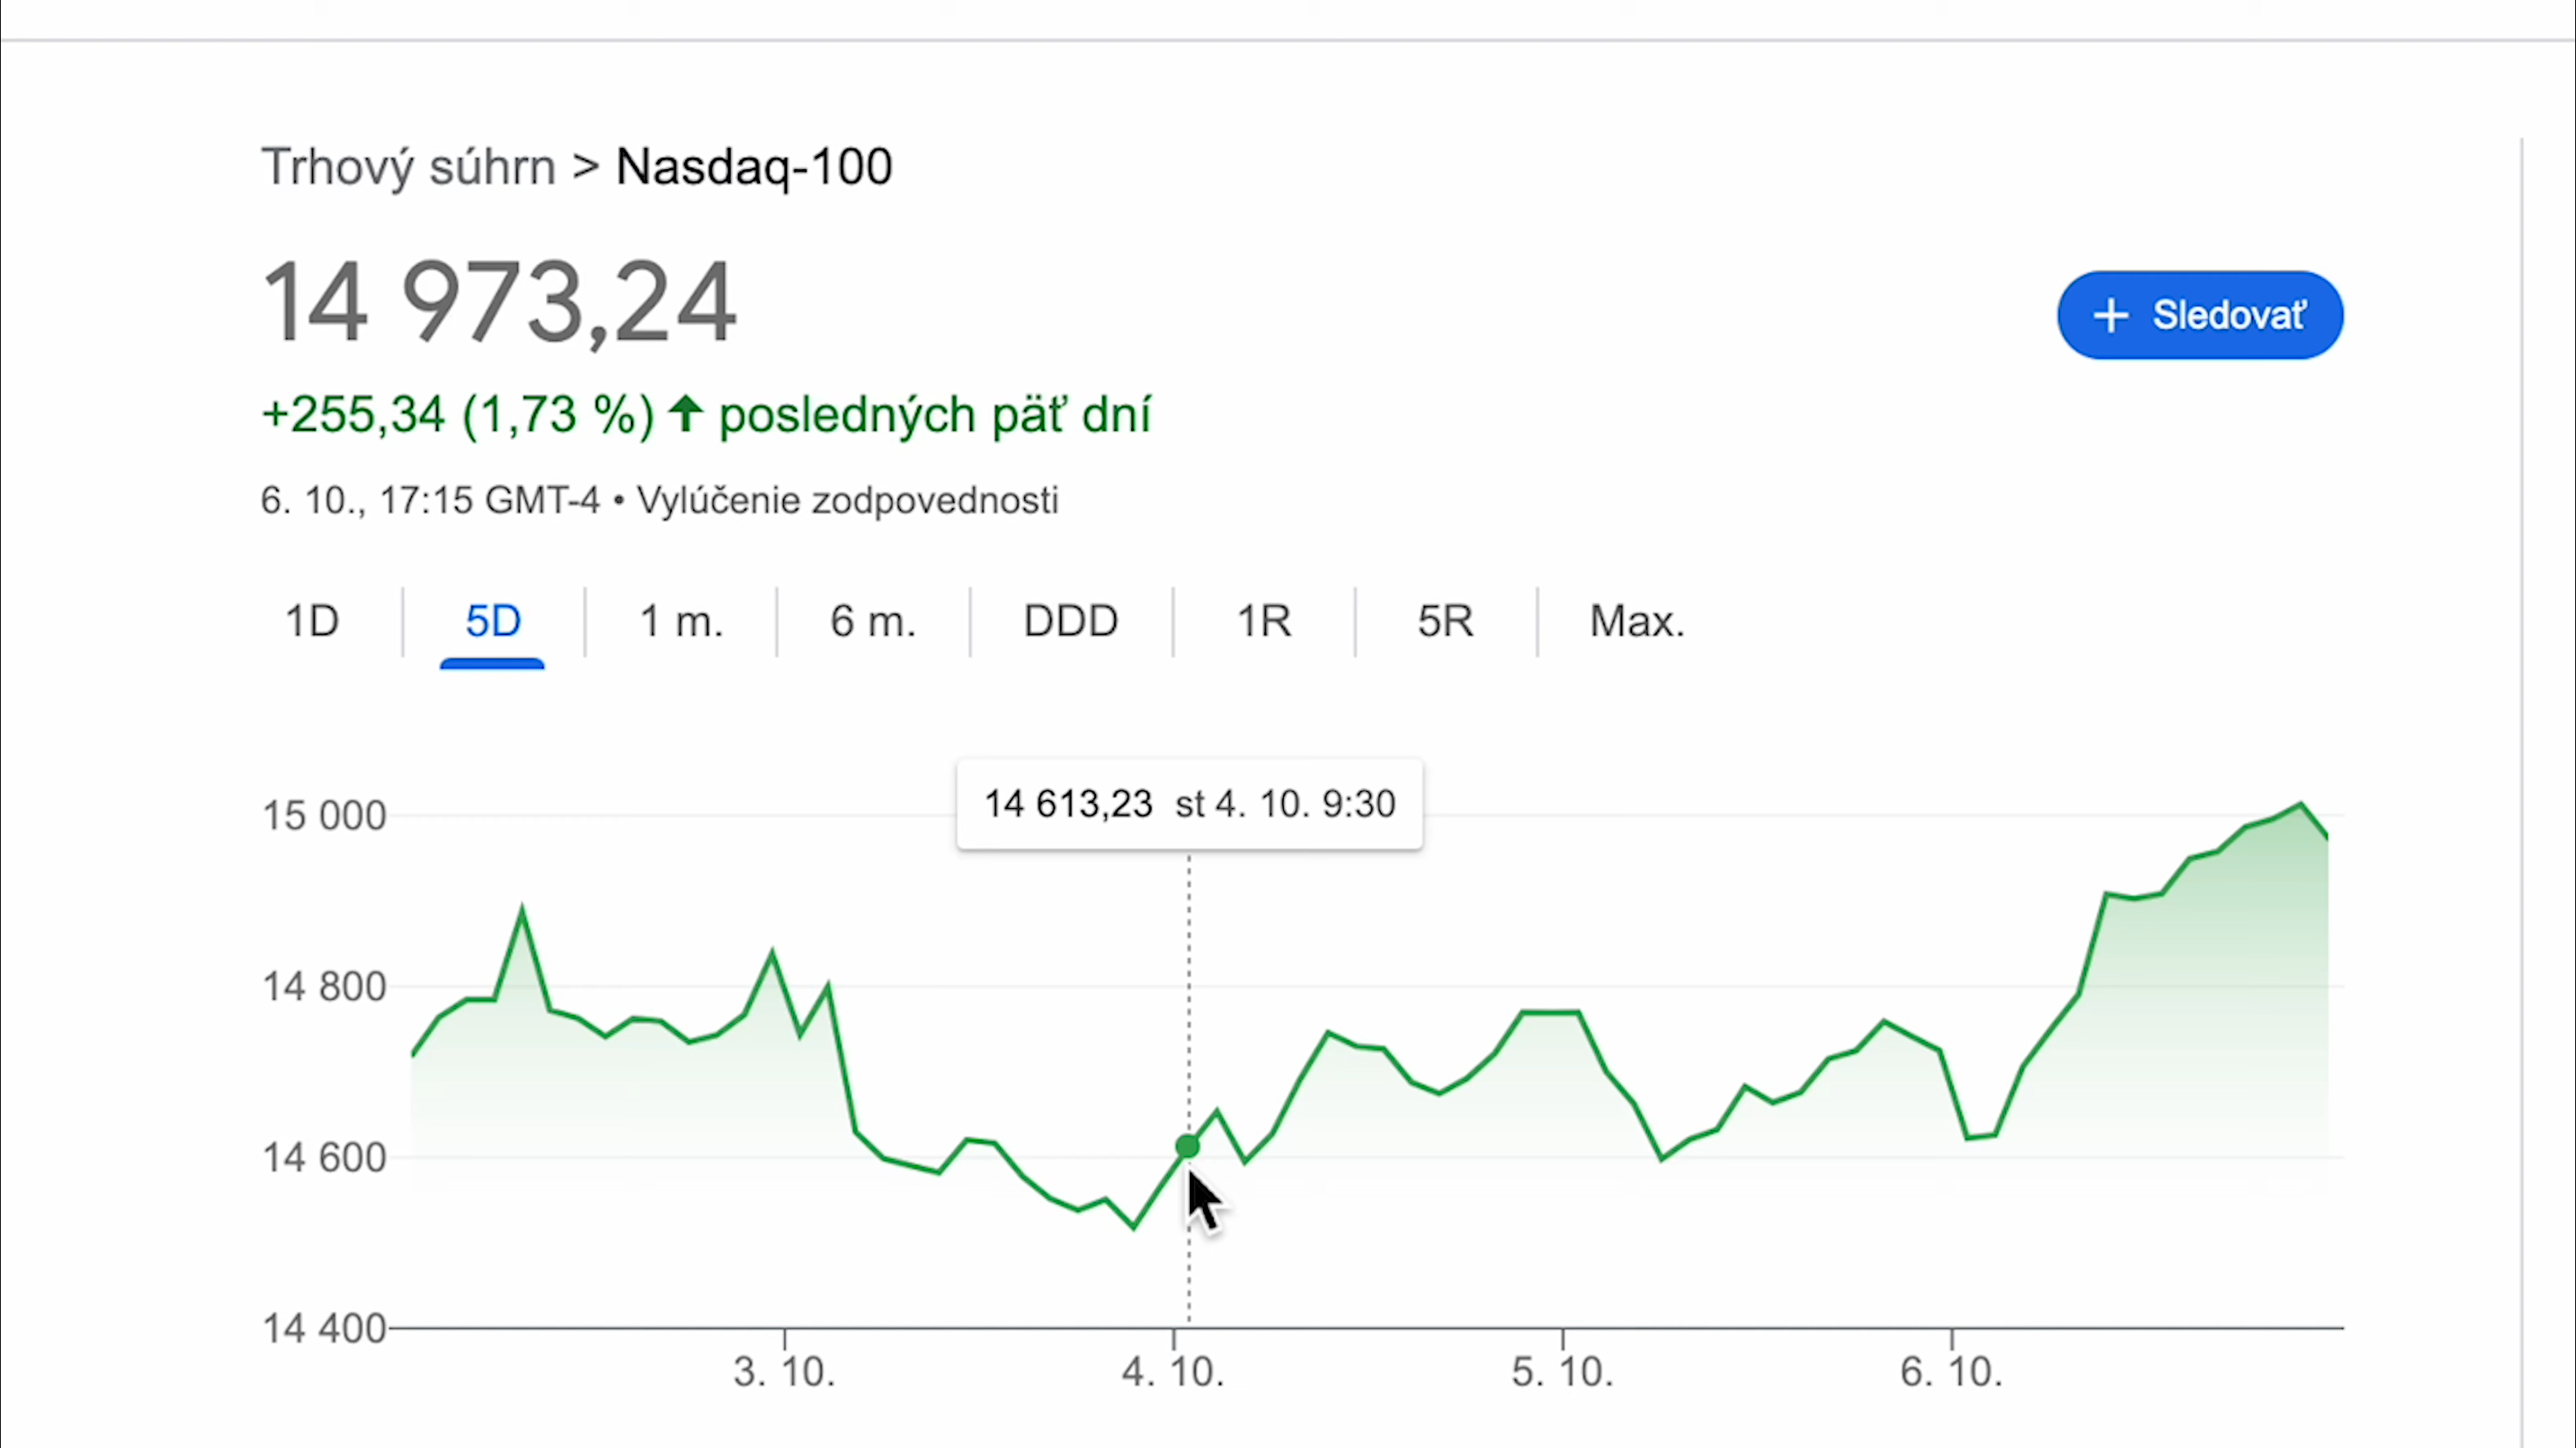 Trhový súhrn > Nasdaq-100
14 973,24
+ Sledovať
+255,34 (1,73 %) ↑ posledných päť dní
6. 10., 17:15 GMT-4 • Vylúčenie zodpovednosti
1D 5D 1 m. 6 m. DDD 1R 5R Max.
14 613,23 st 4. 10. 9:30
15 000
14 800
14 600
14 400
3. 10. 4. 10. 5. 10. 6. 10.